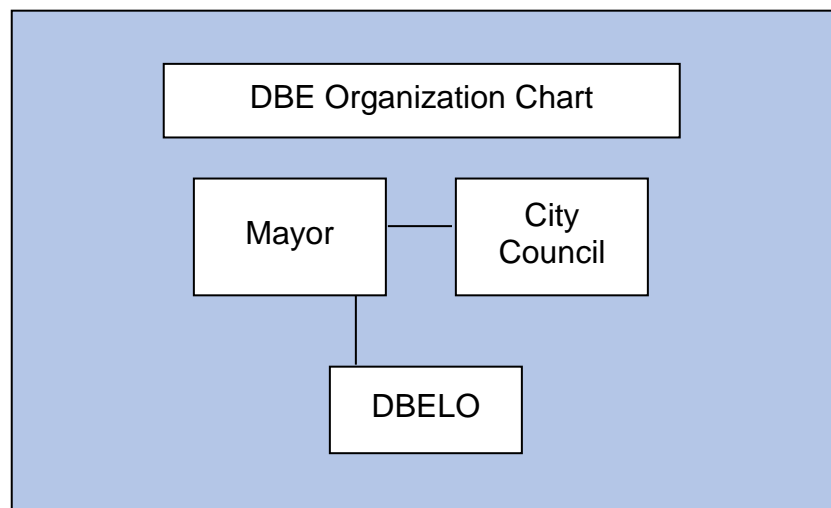 DBE Organization Chart
Mayor
City
Council
DBELO